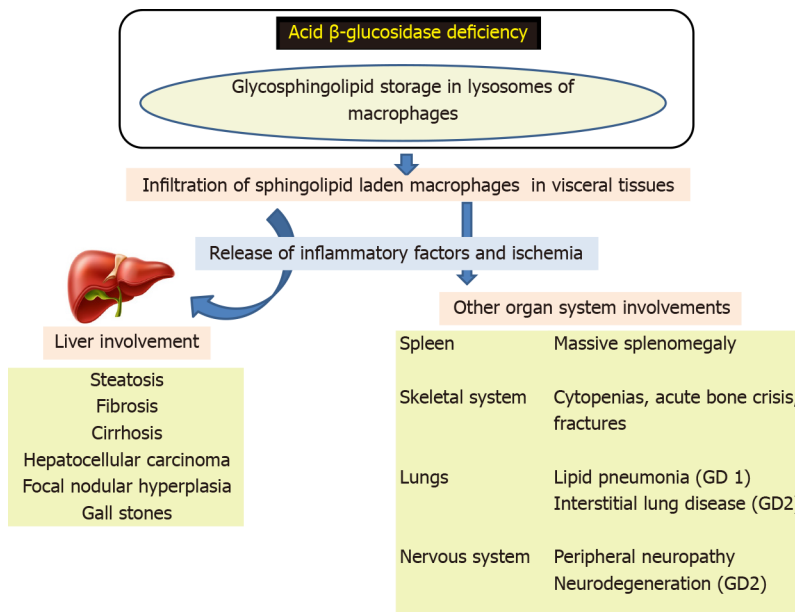 Acid β-glucosidase deficiency
Glycosphingolipid storage in lysosomes of
macrophages
Infiltration of sphingolipid laden macrophages in visceral tissues
Release of inflammatory factors and ischemia
Liver involvement
Steatosis
Fibrosis
Cirrhosis
Hepatocellular carcinoma
Focal nodular hyperplasia
Gall stones
Other organ system involvements
Spleen Massive splenomegaly
Skeletal system Cytopenias, acute bone crisis,
fractures
Lungs Lipid pneumonia (GD 1)
Interstitial lung disease (GD2)
Nervous system Peripheral neuropathy
Neurodegeneration (GD2)